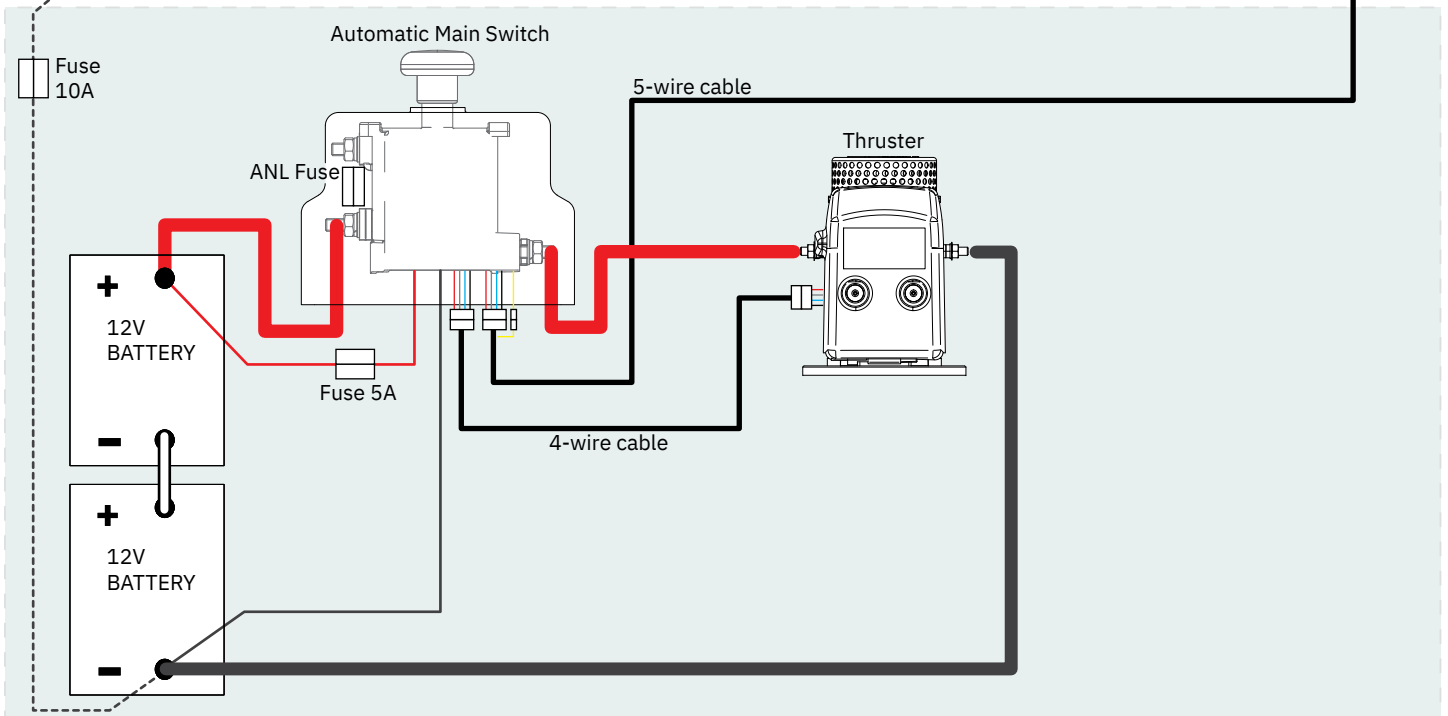 Automatic Main Switch
Fuse
10A
5-wire cable
Thruster
ANL Fuse
+
12V
BATTERY
-
Fuse 5A
4-wire cable
+
12V
BATTERY
-